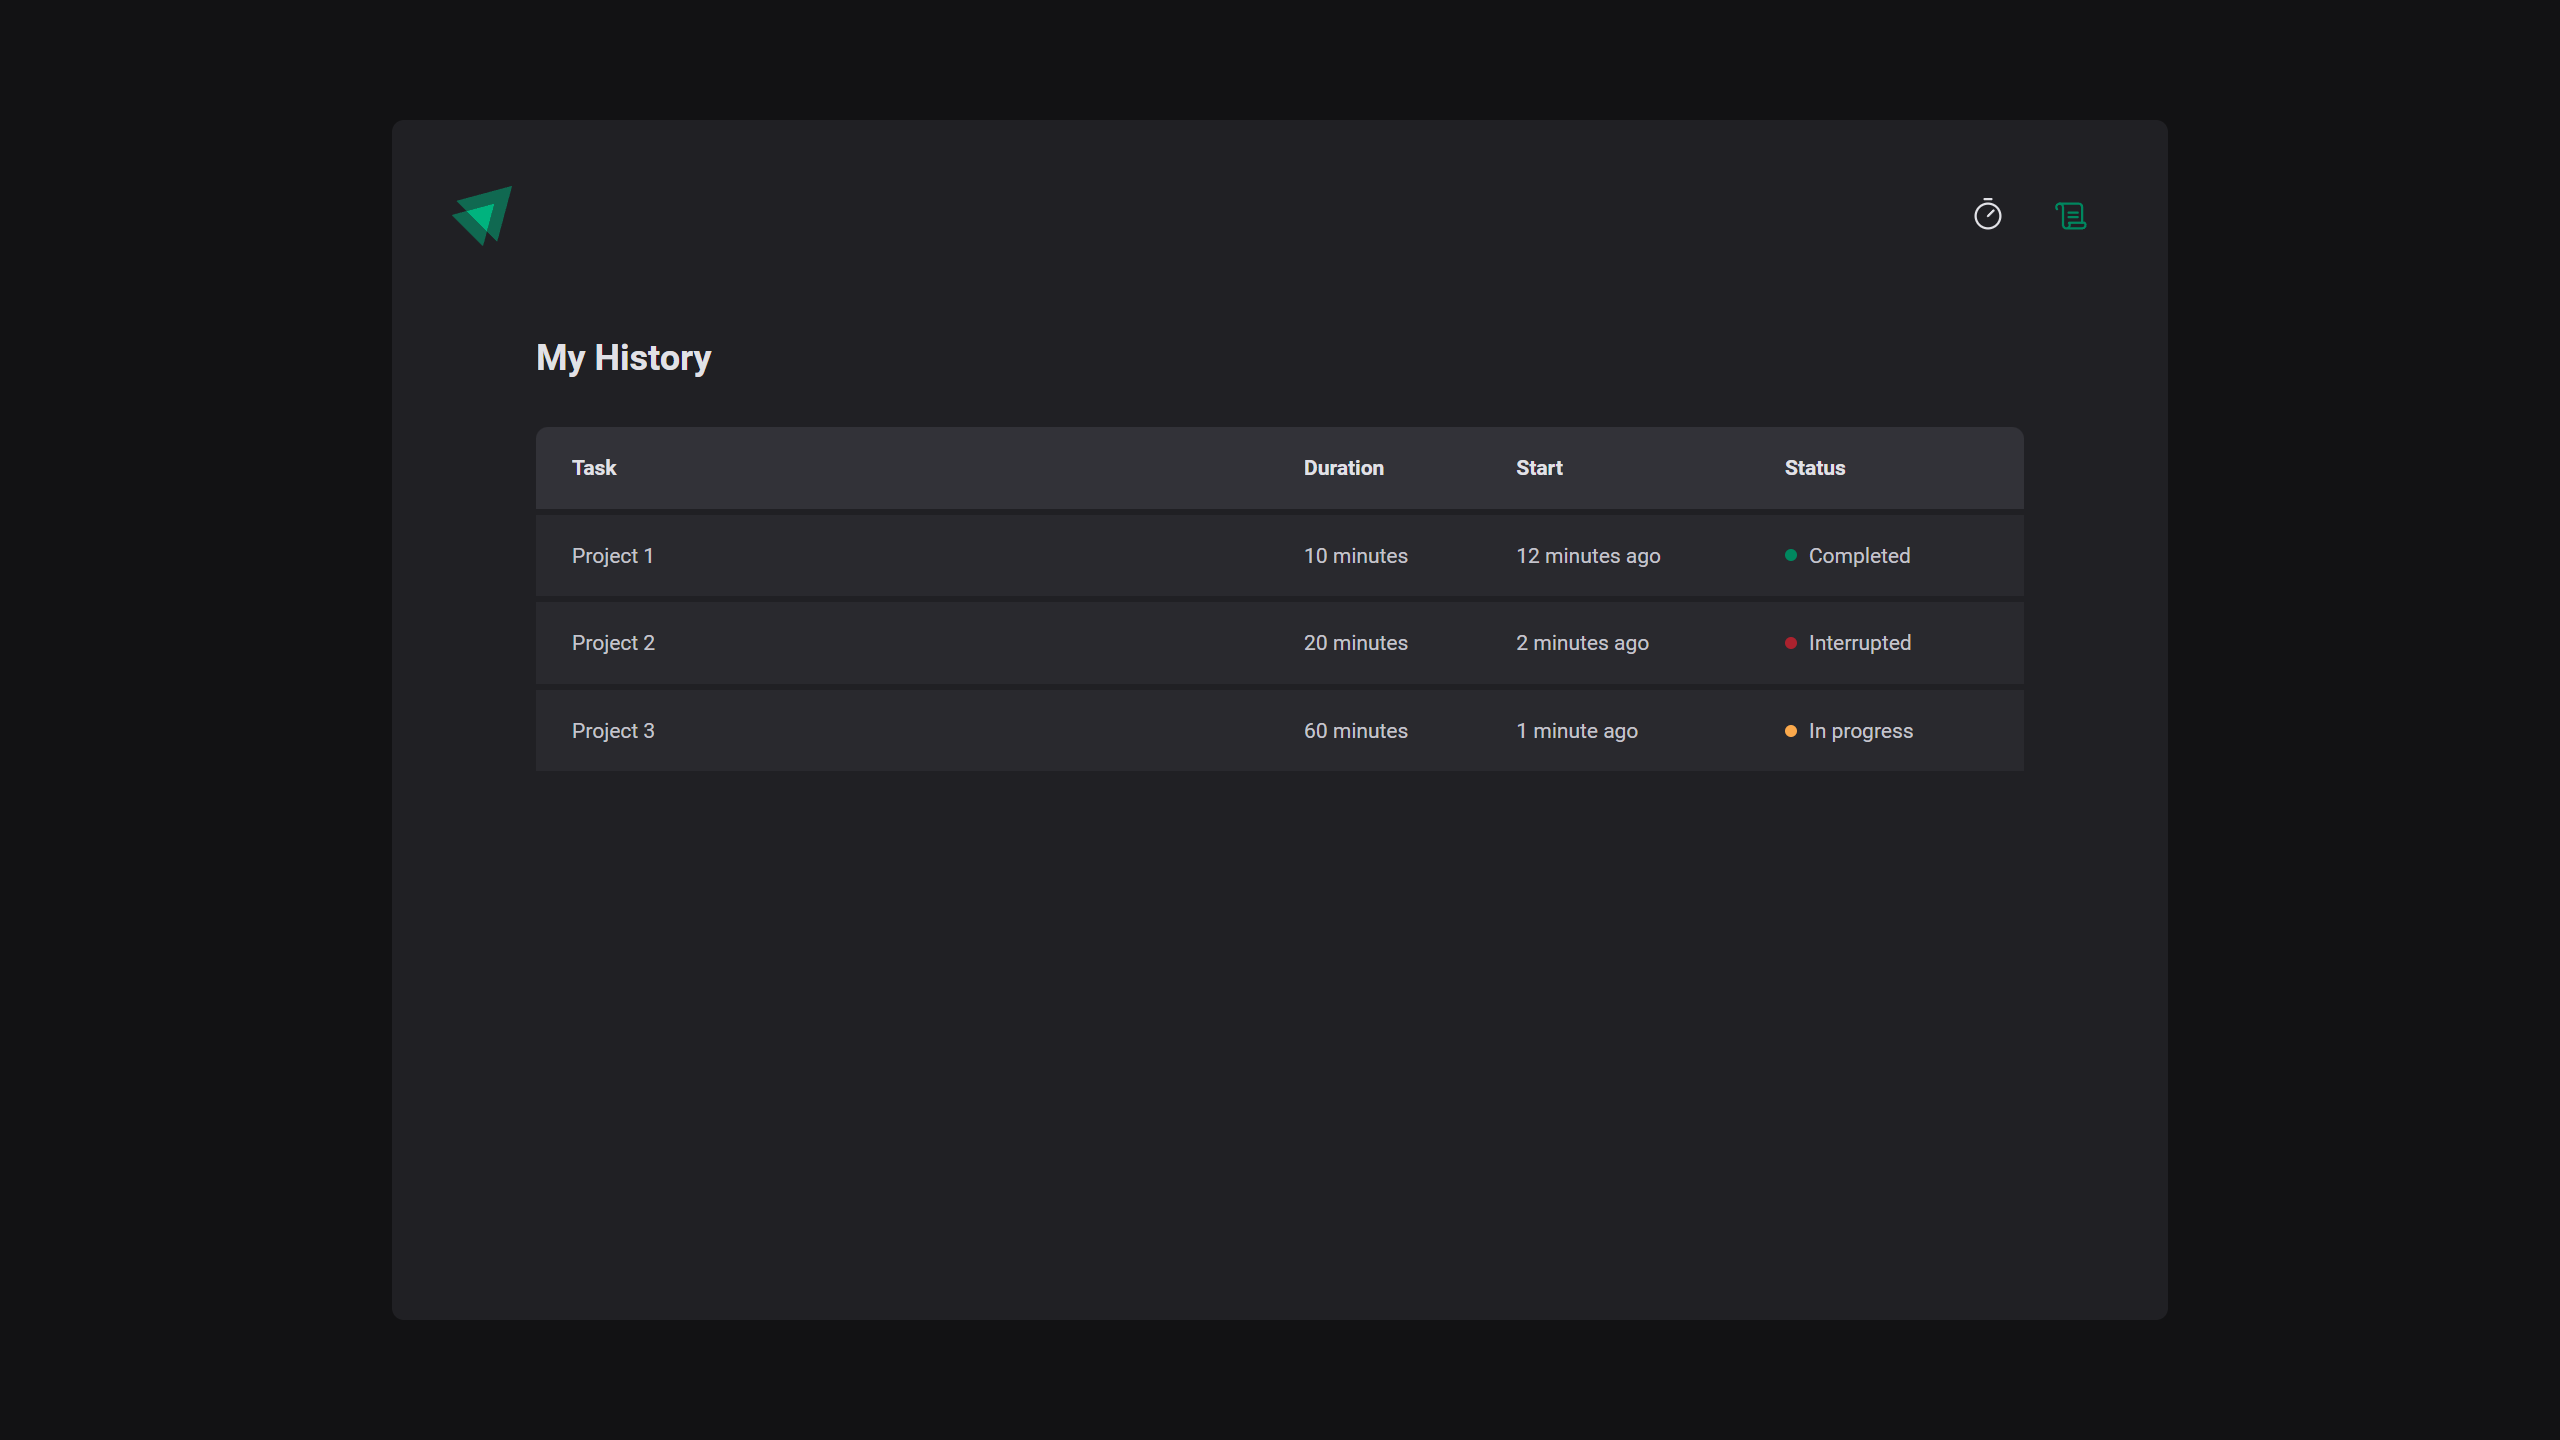 My History
Task Duration Start Status
Project 1 10 minutes 12 minutes ago Completed
Project 2 20 minutes 2 minutes ago Interrupted
Project 3 60 minutes 1 minute ago In progress